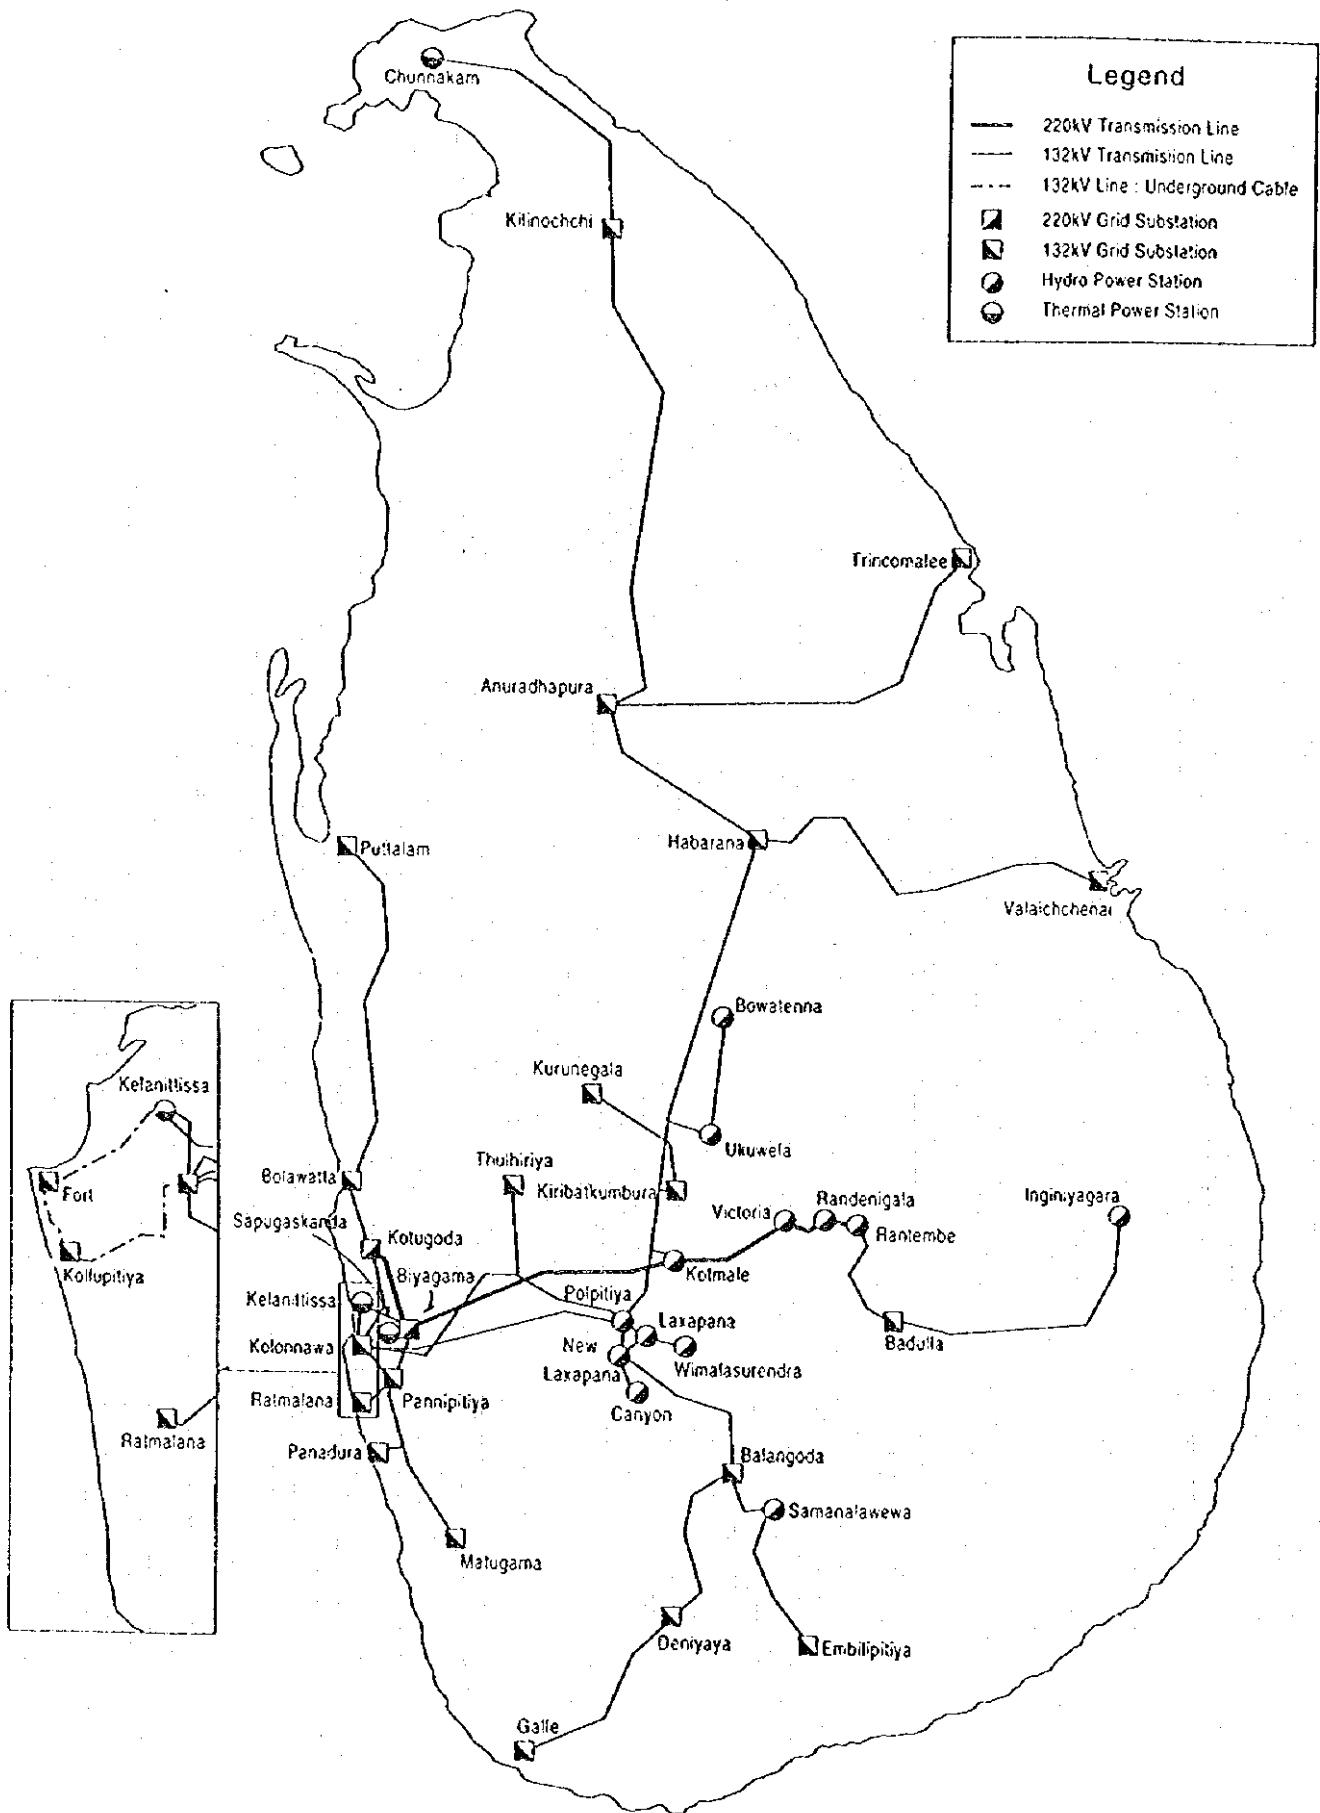 Legend
220kV Transmission Line
132kV Transmission Line
132kV Line : Underground Cable
220kV Grid Substation
132kV Grid Substation
Hydro Power Station
Thermal Power Station
Chunnakam
Kilinochchi
Trincomalee
Anuradhapura
Puttalam
Habarana
Valaichchenai
Bowatenna
Kurunegala
Ukuwela
Kelanittissa
Fort
Kollupitiya
Ratmalana
Bolawatta
Thulhiriya
Kiribatkumbura
Sapugaskanda
Kotugoda
Biyagama
Victoria
Randenigala
Rantembe
Inginiyagara
Kotmale
Kelanittissa
Polpitiya
Laxapana
Kolonnawa
New
Laxapana
Wimalasurendra
Badulla
Ratmalana
Pannipitiya
Canyon
Panadura
Balangoda
Samanalawewa
Matugama
Deniyaya
Embilipitiya
Galle